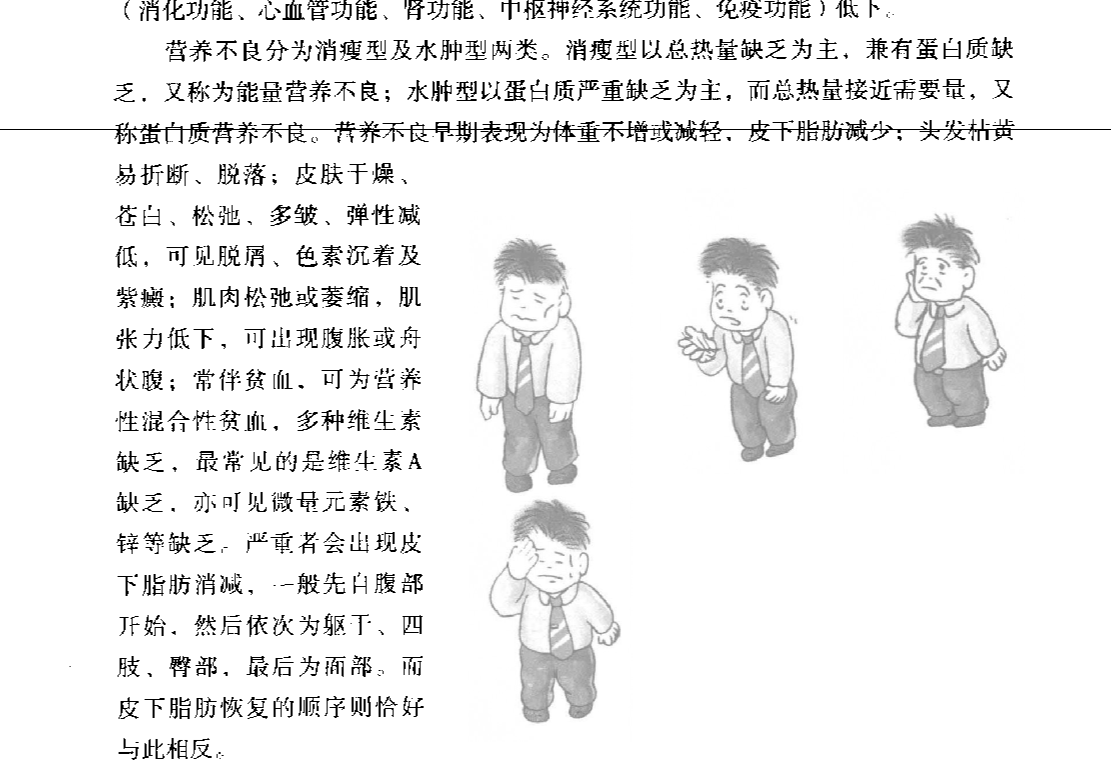 （消化功能、心血管功能、肾功能、中枢神经系统功能、免疫功能）低下。
营养不良分为消瘦型及水肿型两类。消瘦型以总热量缺乏为主，兼有蛋白质缺
乏，又称为能量营养不良；水肿型以蛋白质严重缺乏为主，而总热量接近需要量，又
称蛋白质营养不良。营养不良早期表现为体重不增或减轻，皮下脂肪减少；头发枯黄
易折断、脱落；皮肤干燥、
苍白、松弛、多皱、弹性减
低，可见脱屑、色素沉着及
紫癜；肌肉松弛或萎缩，肌
张力低下，可出现腹胀或舟
状腹；常伴贫血，可为营养
性混合性贫血，多种维生素
缺乏，最常见的是维生素A
缺乏，亦可见微量元素铁、
锌等缺乏。严重者会出现皮
下脂肪消减，一般先自腹部
开始，然后依次为躯干、四
肢、臀部，最后为面部。而
皮下脂肪恢复的顺序则恰好
与此相反。